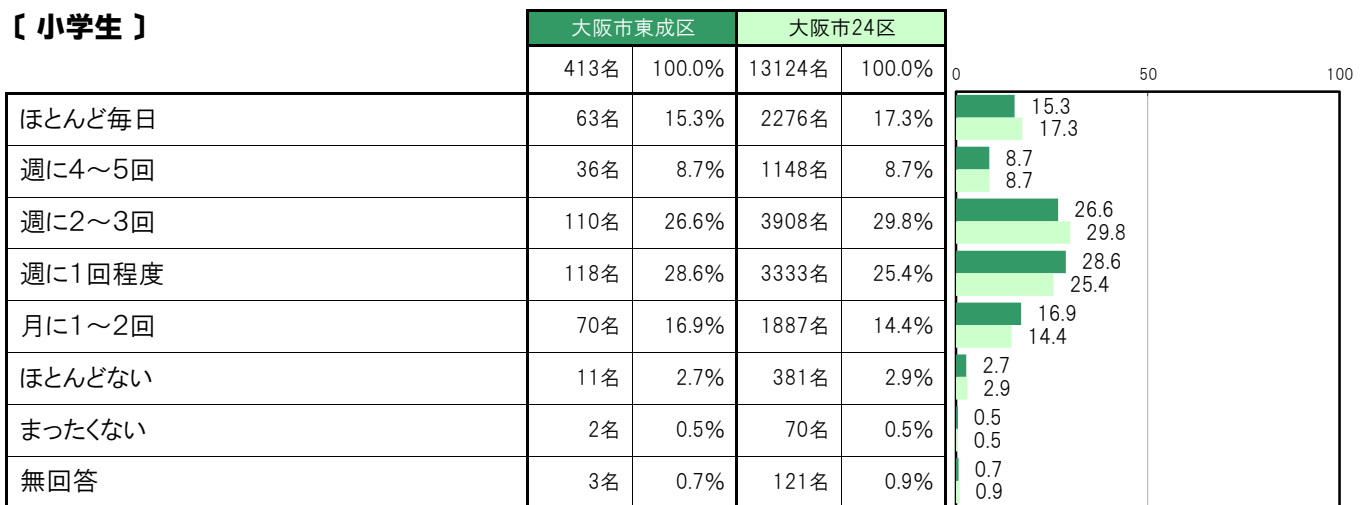 〔 小学生 〕
大阪市東成区 大阪市24区
413名 100.0% 13124名 100.0% 0 50 100
ほとんど毎日 63名 15.3% 2276名 17.3% 15.3
17.3
週に4～5回 36名 8.7% 1148名 8.7% 8.7
8.7
週に2～3回 110名 26.6% 3908名 29.8% 26.6
29.8
週に1回程度 118名 28.6% 3333名 25.4% 28.6
25.4
月に1～2回 70名 16.9% 1887名 14.4% 16.9
14.4
ほとんどない 11名 2.7% 381名 2.9% 2.7
2.9
まったくない 2名 0.5% 70名 0.5% 0.5
0.5
無回答 3名 0.7% 121名 0.9% 0.7
0.9